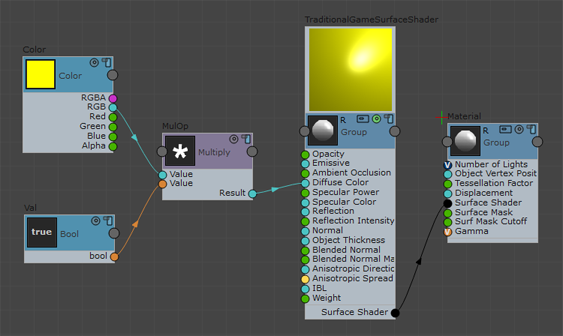 Color
Color
RGBA
RGB
Red
Green
Blue
Alpha
Val
true
Bool
bool
MulOp
*
Multiply
Value
Value
Result
TraditionalGameSurfaceShader
R
Group
Opacity
Emissive
Ambient Occlusion
Diffuse Color
Specular Power
Specular Color
Reflection
Reflection Intensity
Normal
Object Thickness
Blended Normal
Blended Normal Ma
Anisotropic Directic
Anisotropic Spread
IBL
Weight
Surface Shader
Material
R
Group
V Number of Lights
Object Vertex Posit
Tessellation Factor
Displacement
Surface Shader
Surface Mask
Surf Mask Cutoff
V Gamma